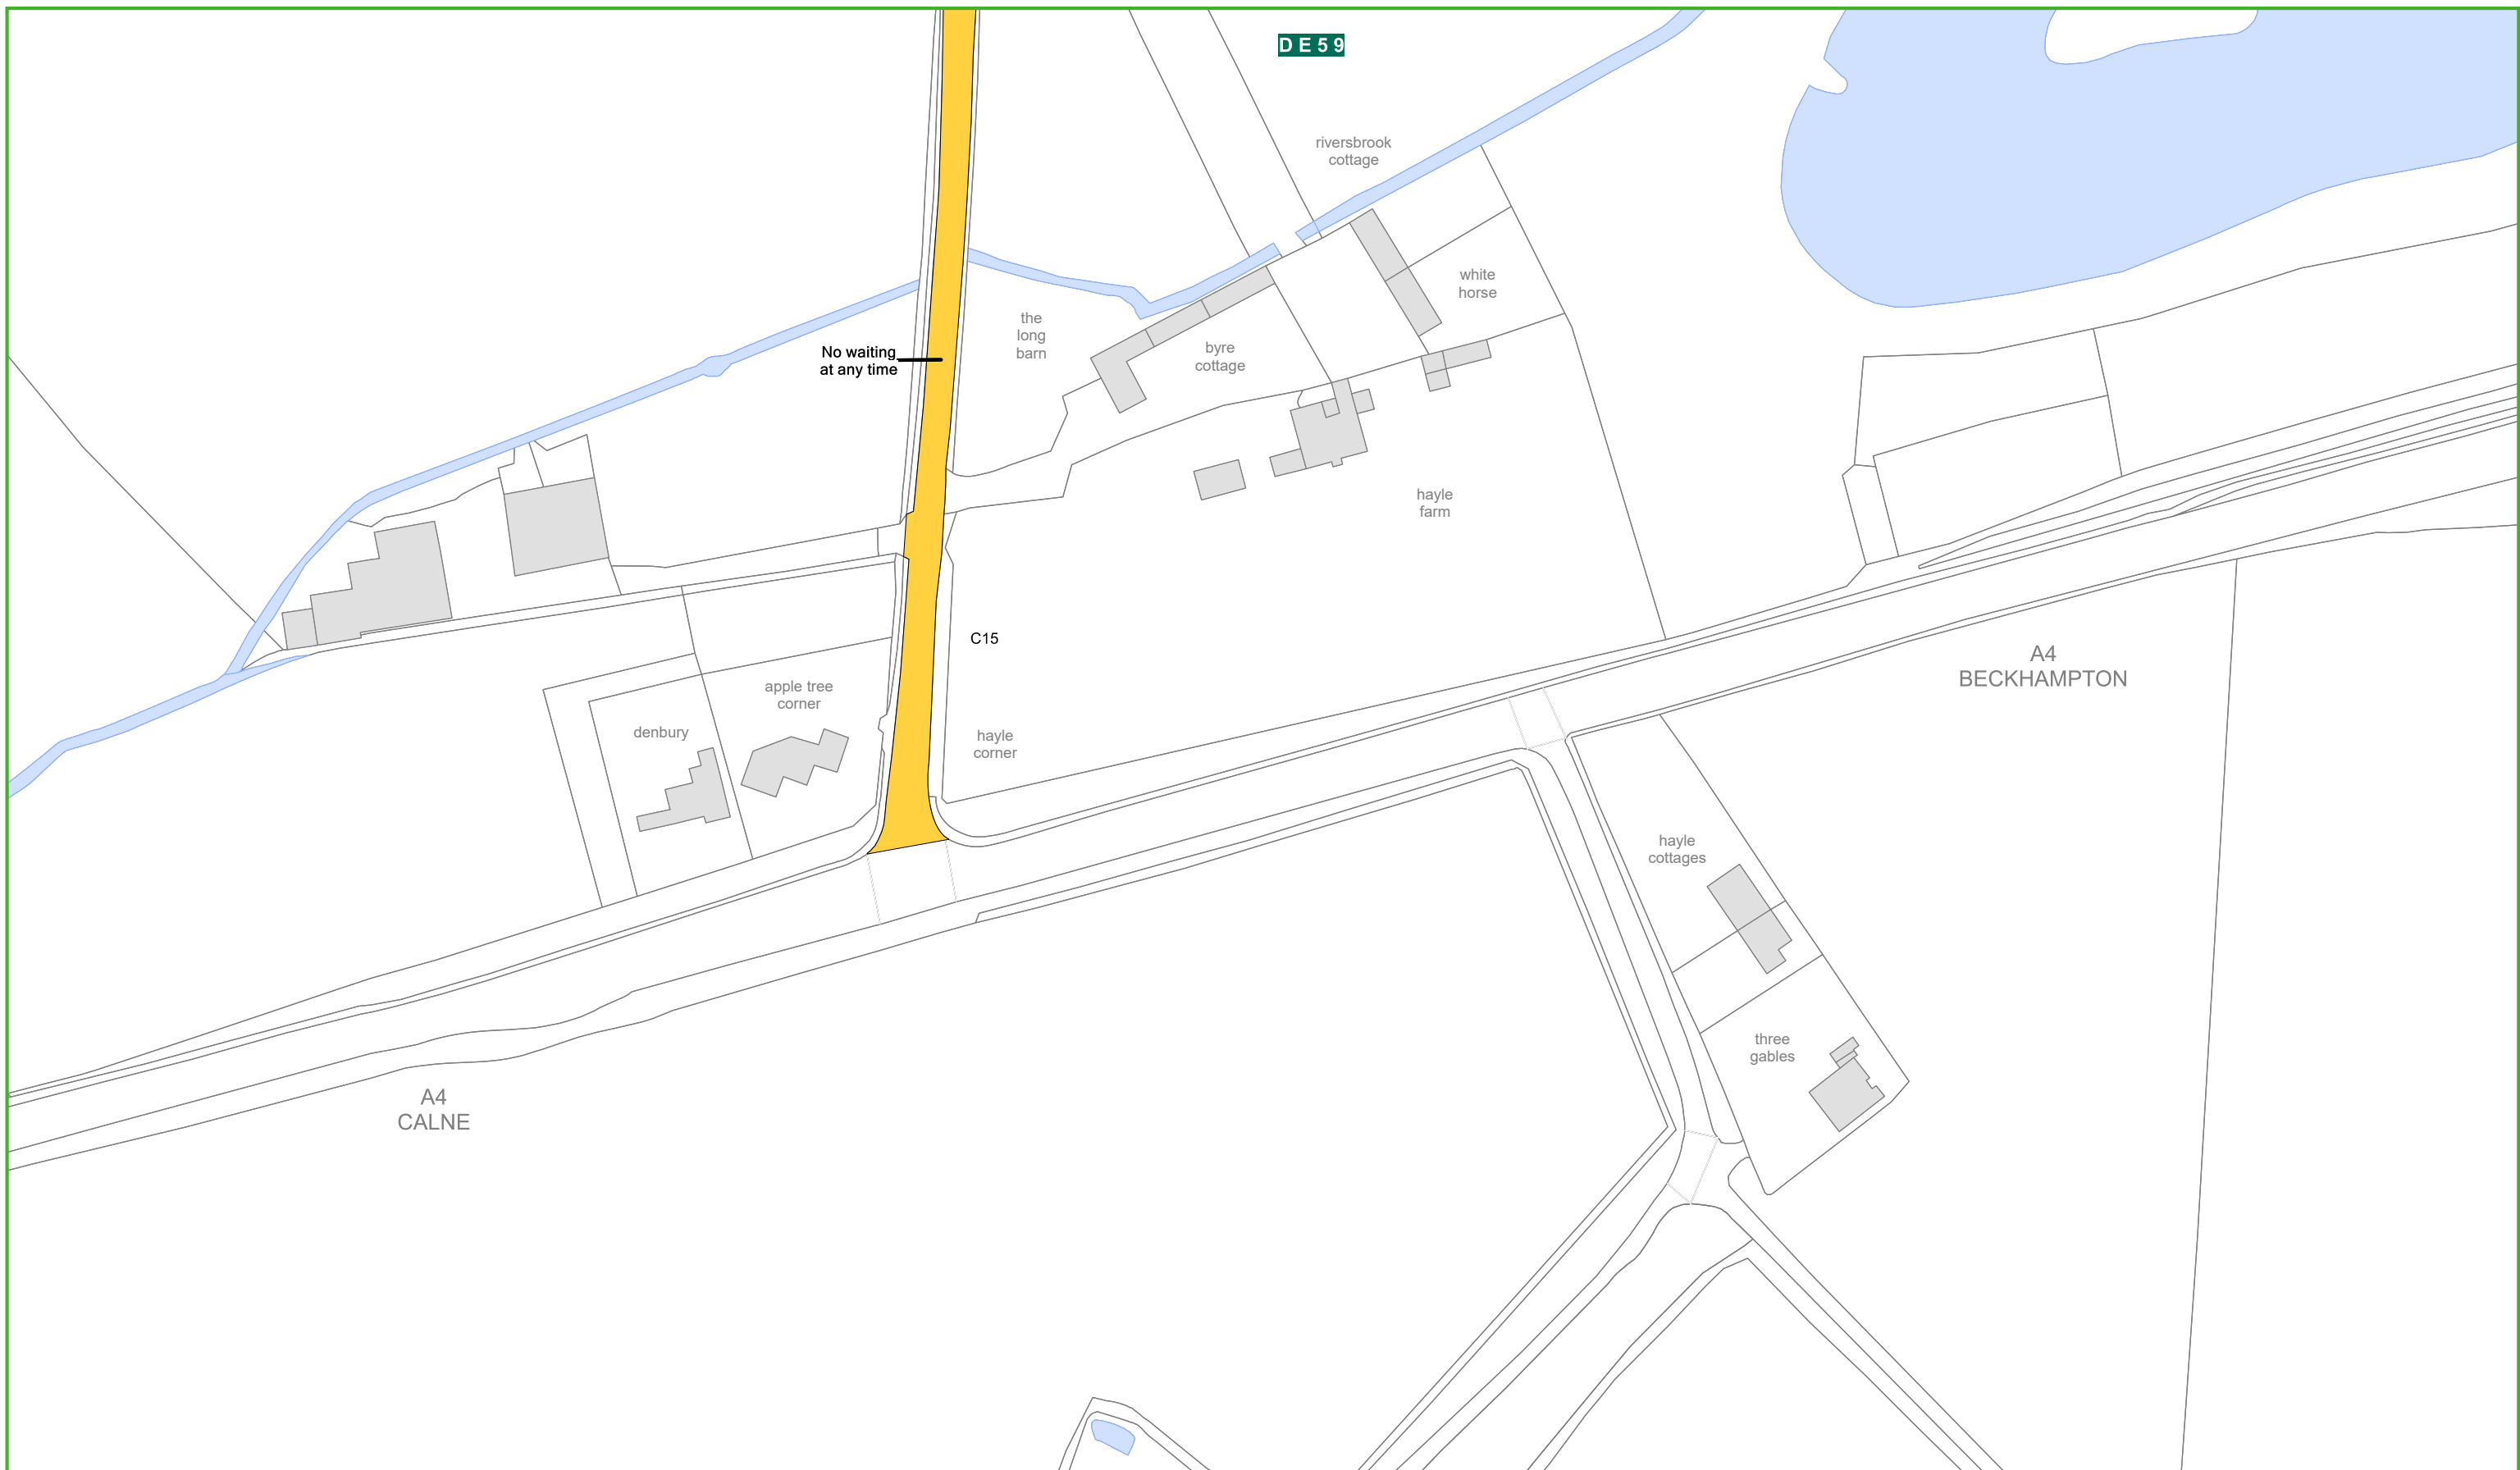 D E 5 9
riversbrook
cottage
white
horse
the
long
barn
byre
cottage
No waiting
at any time
hayle
farm
C15
A4
BECKHAMPTON
apple tree
corner
denbury
hayle
corner
hayle
cottages
three
gables
A4
CALNE